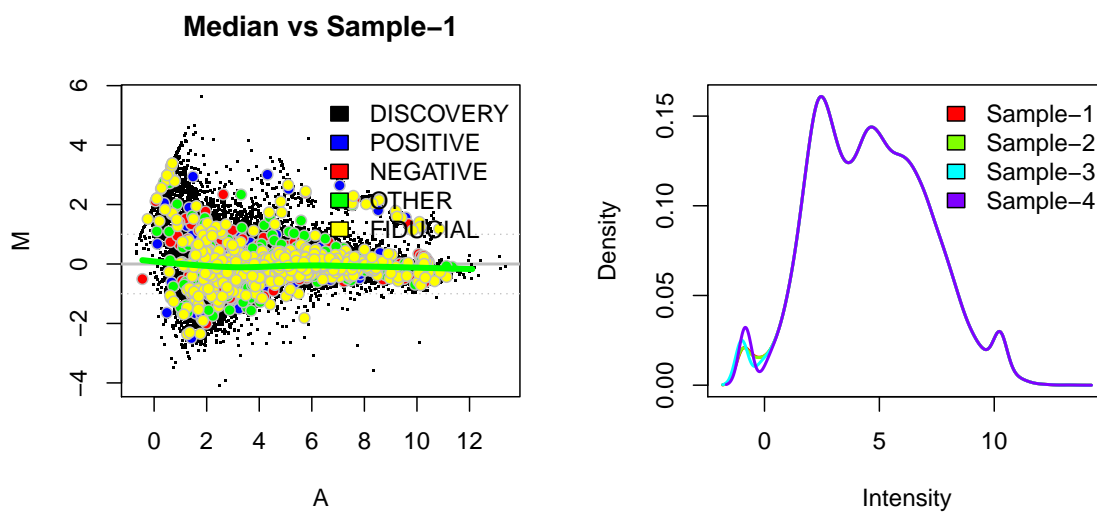 Median vs Sample−1
M
6
4
2
0
−2
−4
DISCOVERY
POSITIVE
NEGATIVE
OTHER
FIDUCIAL
0 2 4 6 8 10 12
A
Density
0.15
0.10
0.05
0.00
Sample−1
Sample−2
Sample−3
Sample−4
0 5 10
Intensity